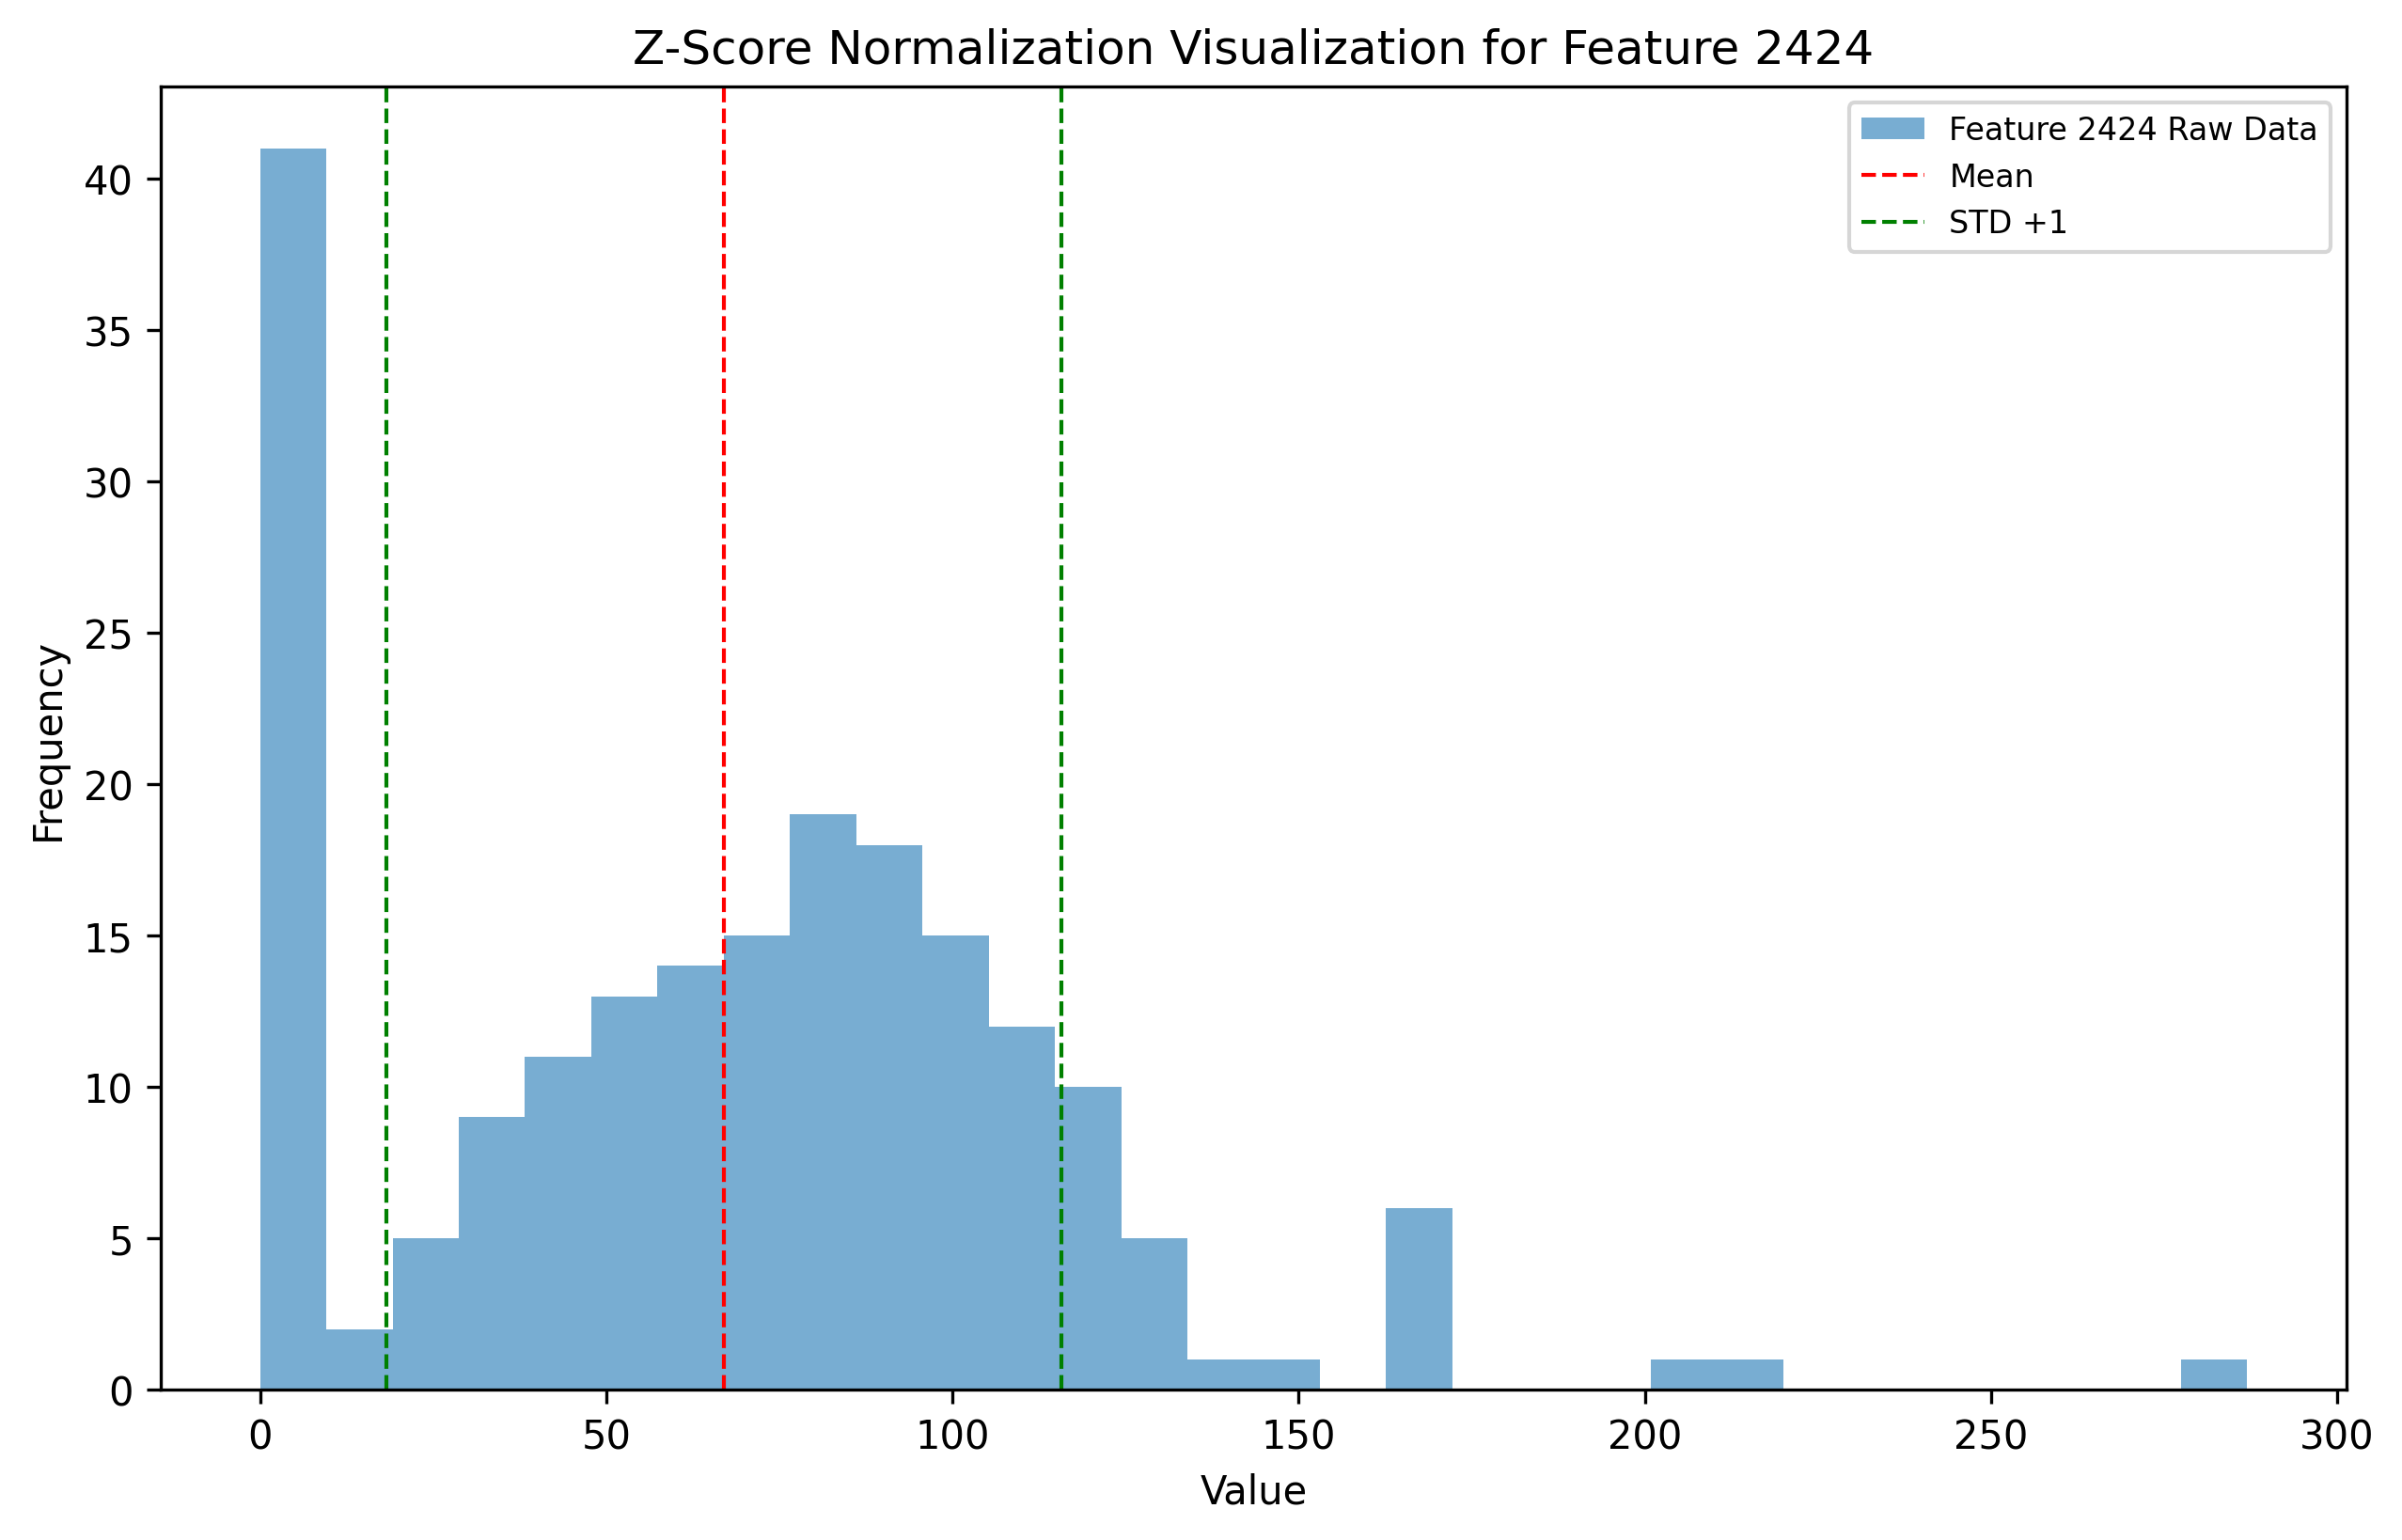 Z-Score Normalization Visualization for Feature 2424
Feature 2424 Raw Data
Mean
STD +1
Frequency
40
35
30
25
20
15
10
5
0
0 50 100 150 200 250 300
Value